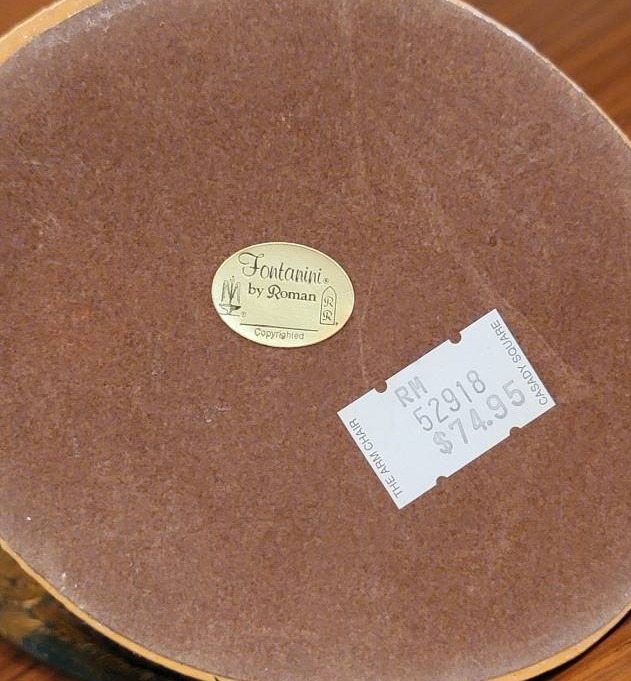 Fontanini®
by Roman
®
R
R.
Copyrighted
RM
52918
$74.95
THE ARM CHAIR
CASADY SQUARE